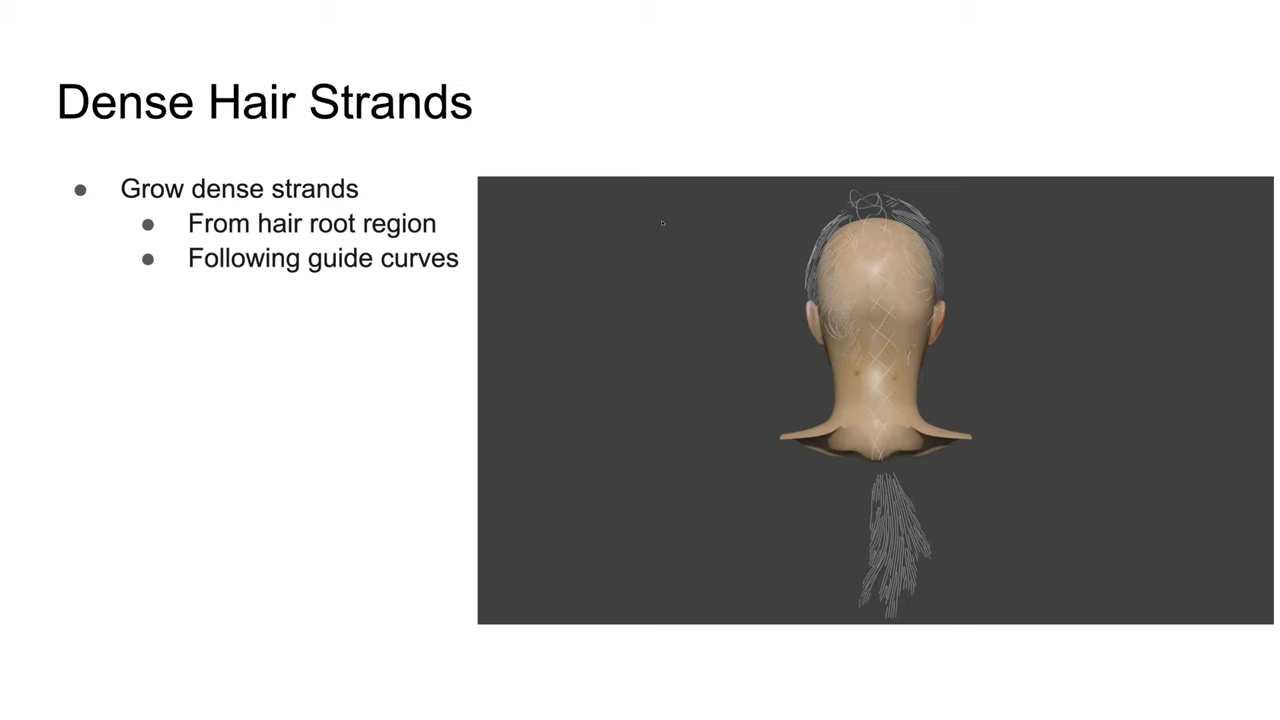 Dense Hair Strands
● Grow dense strands
● From hair root region
● Following guide curves